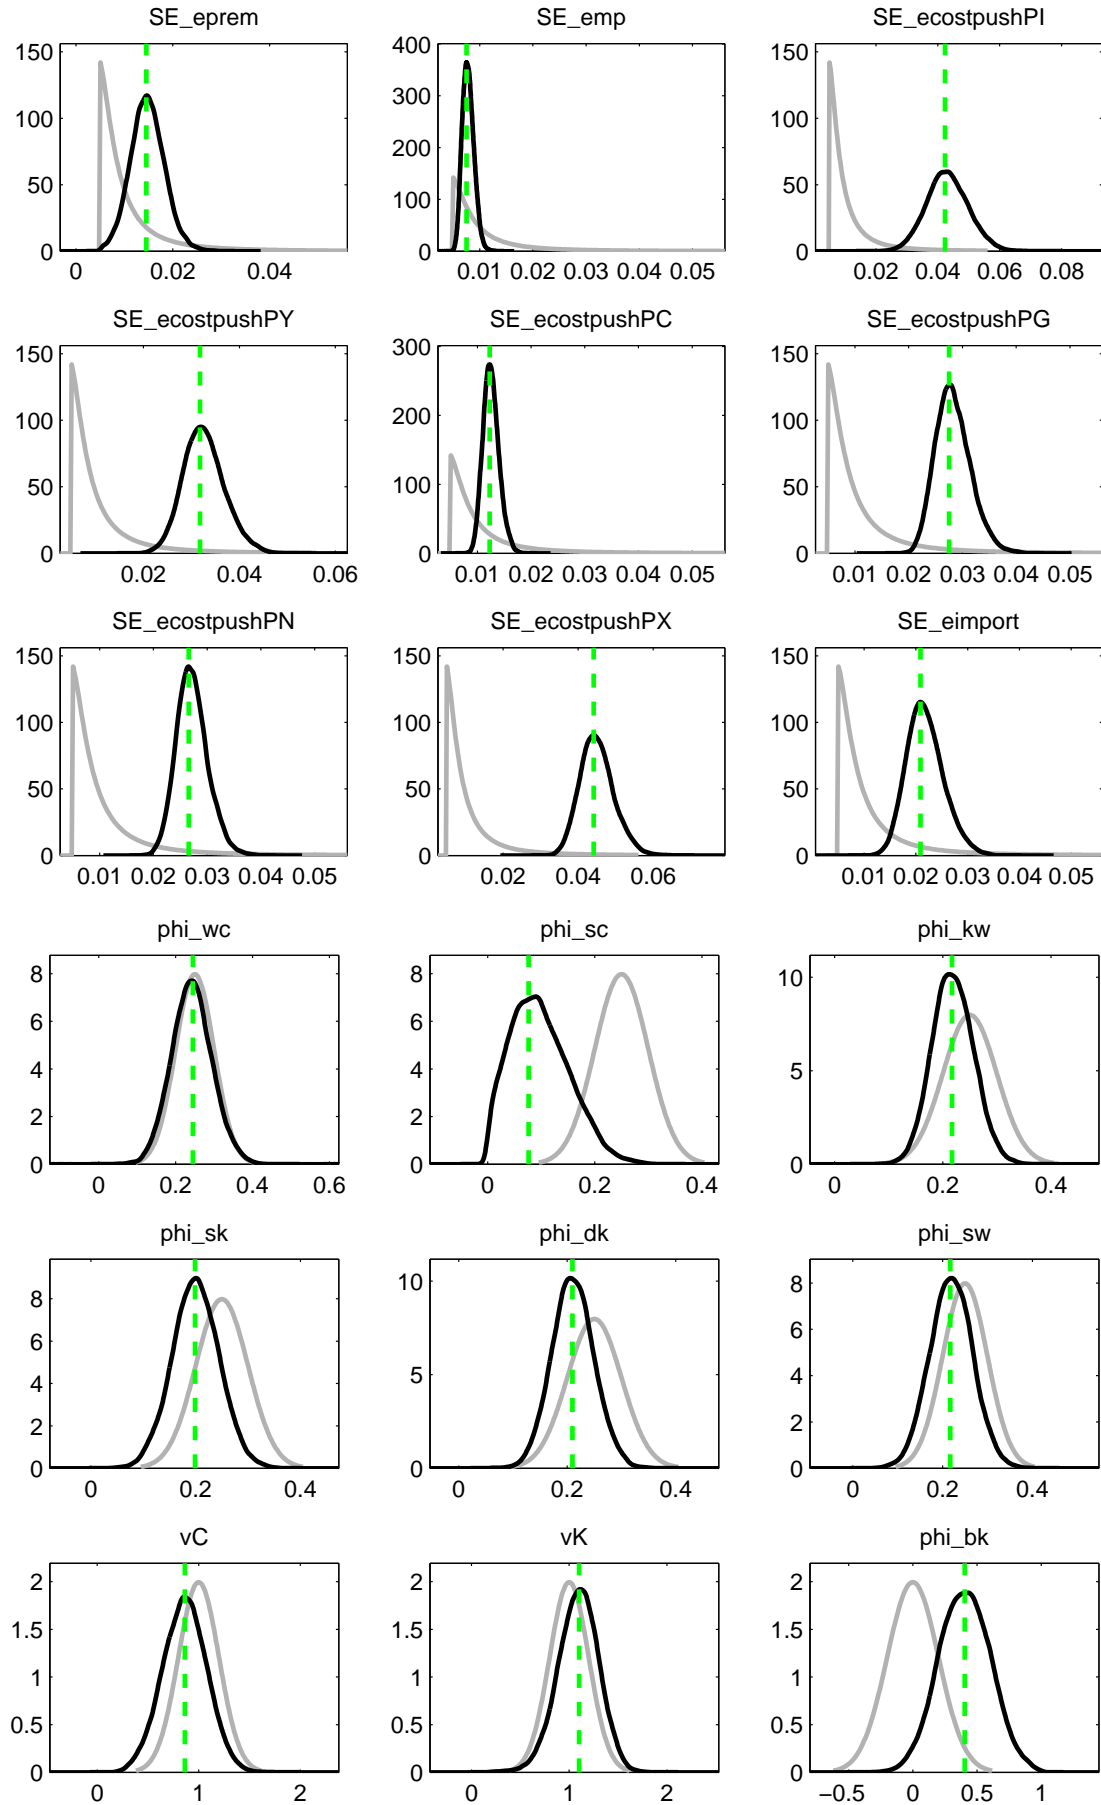 SE_eprem SE_emp SE_ecostpushPI
150 400 150
100 300 100
200
50 100 50
0 0 0
0 0.02 0.04 0.01 0.02 0.03 0.04 0.05 0.02 0.04 0.06 0.08
SE_ecostpushPY SE_ecostpushPC SE_ecostpushPG
150 300 150
100 200 100
50 100 50
0 0 0
0.02 0.04 0.06 0.01 0.02 0.03 0.04 0.05 0.01 0.02 0.03 0.04 0.05
SE_ecostpushPN SE_ecostpushPX SE_eimport
150 150 150
100 100 100
50 50 50
0 0 0
0.01 0.02 0.03 0.04 0.05 0.02 0.04 0.06 0.01 0.02 0.03 0.04 0.05
phi_wc phi_sc phi_kw
8 8 10
6 6
4 4 5
2 2
0 0 0
0 0.2 0.4 0.6 0 0.2 0.4 0 0.2 0.4
phi_sk phi_dk phi_sw
8 10 8
6 6
4 5 4
2 2
0 0 0
0 0.2 0.4 0 0.2 0.4 0 0.2 0.4
vC vK phi_bk
2 2 2
1.5 1.5 1.5
1 1 1
0.5 0.5 0.5
0 0 0
0 1 2 0 1 2 −0.5 0 0.5 1